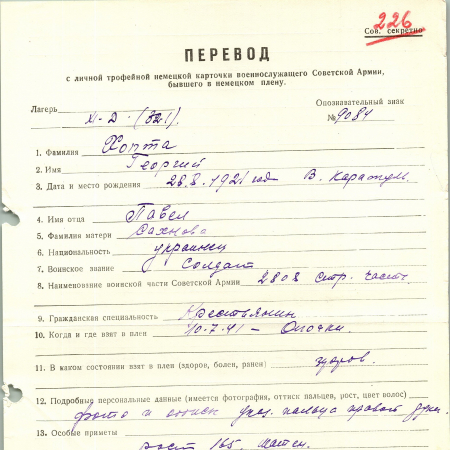 226
Сов. секретно
ПЕРЕВОД
с личной трофейной немецкой карточки военнослужащего Советской Армии,
бывшего в немецком плену.
Лагерь XI-D (321).
Опознавательный знак
№ 9084
1. Фамилия Хорта
2. Имя Георгий
3. Дата и место рождения 28.8.1921 год В.
4. Имя отца Павел
5. Фамилия матери Сахнова
6. Национальность украинец
7. Воинское звание Солдат
8. Наименование воинской части Советской Армии 2808 стр. часть
9. Гражданская специальность Крестьянин
10. Когда и где взят в плен 10.7.41 — Опочки.
11. В каком состоянии взят в плен (здоров, болен, ранен) здоров.
12. Подробные персональные данные (имеется фотография, оттиск пальцев, рост, цвет волос)
фото и оттиск указ. пальца правой руки.
13. Особые приметы
рост 165,